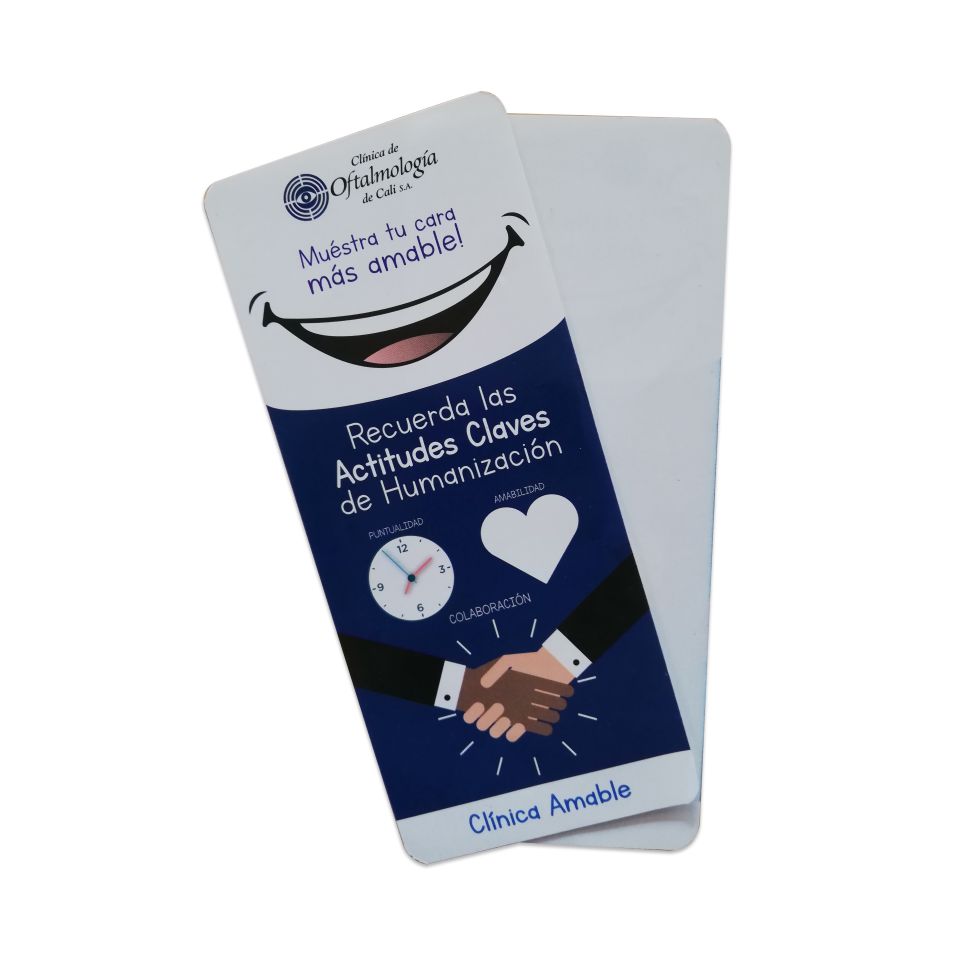 Clínica de
Oftalmología
de Cali S.A.
Muéstra tu cara
más amable!
Recuerda las
Actitudes Claves
de Humanización
PUNTUALIDAD
AMABILIDAD
12
3
6
9
COLABORACIÓN
Clínica Amable